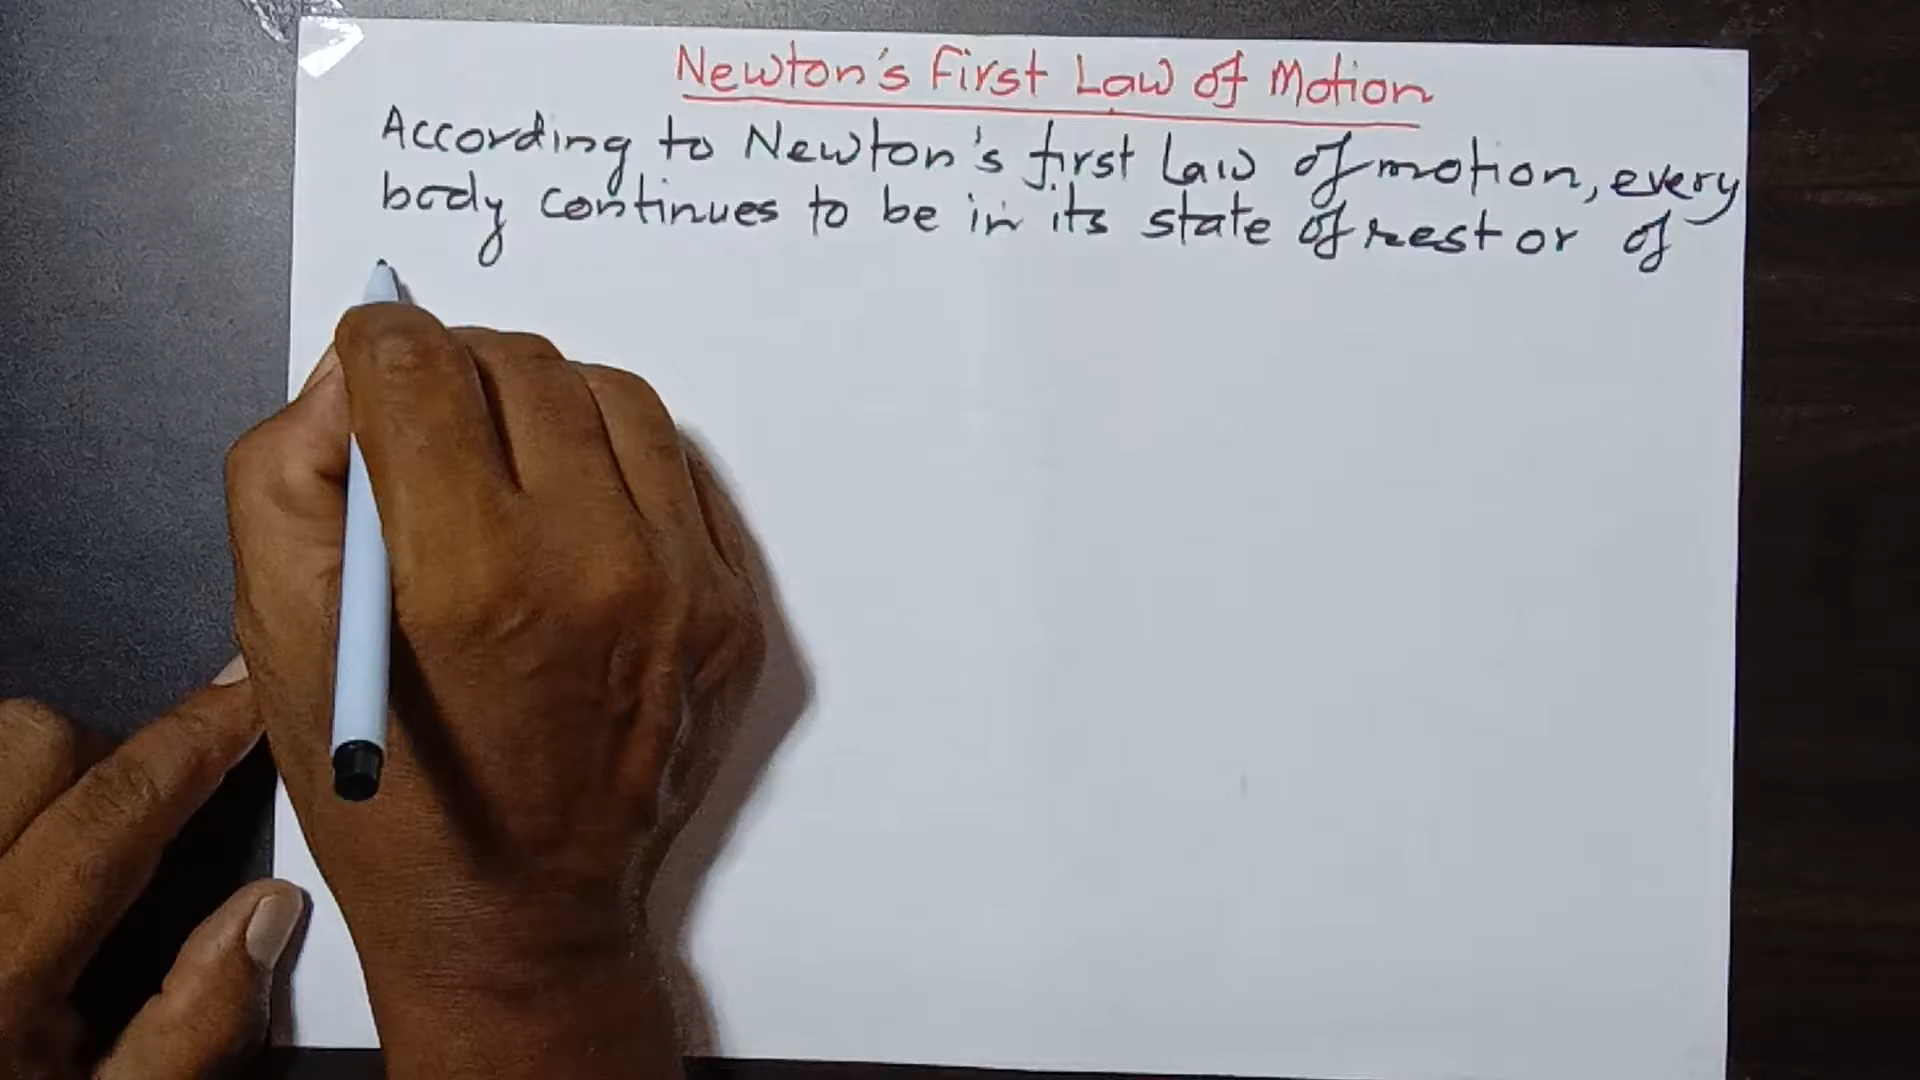 Newton's First Law of Motion
According to Newton's first law of motion, every
body continues to be in its state of rest or of